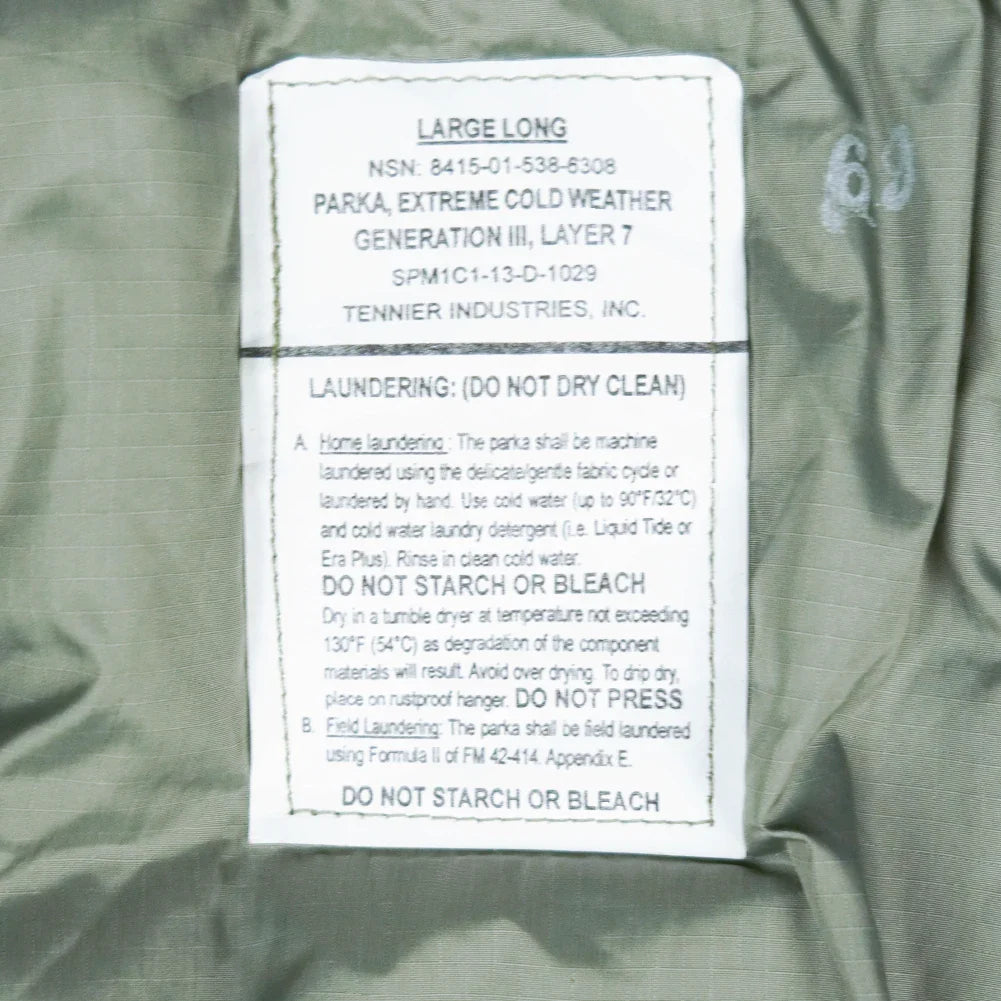 LARGE LONG
NSN: 8415-01-538-6308
PARKA, EXTREME COLD WEATHER
GENERATION III, LAYER 7
SPM1C1-13-D-1029
TENNIER INDUSTRIES, INC.
LAUNDERING: (DO NOT DRY CLEAN)
A. Home laundering : The parka shall be machine
laundered using the delicate/gentle fabric cycle or
laundered by hand. Use cold water (up to 90°F/32°C)
and cold water laundry detergent (i.e. Liquid Tide or
Era Plus). Rinse in clean cold water.
DO NOT STARCH OR BLEACH
Dry in a tumble dryer at temperature not exceeding
130°F (54°C) as degradation of the component
materials will result. Avoid over drying. To drip dry,
place on rustproof hanger. DO NOT PRESS
B. Field Laundering: The parka shall be field laundered
using Formula II of FM 42-414. Appendix E.
DO NOT STARCH OR BLEACH